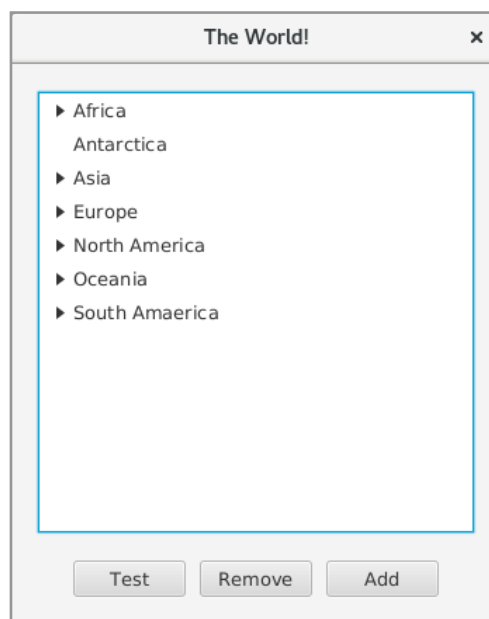 The World!
Africa
Antarctica
Asia
Europe
North America
Oceania
South Amaerica
Test Remove Add